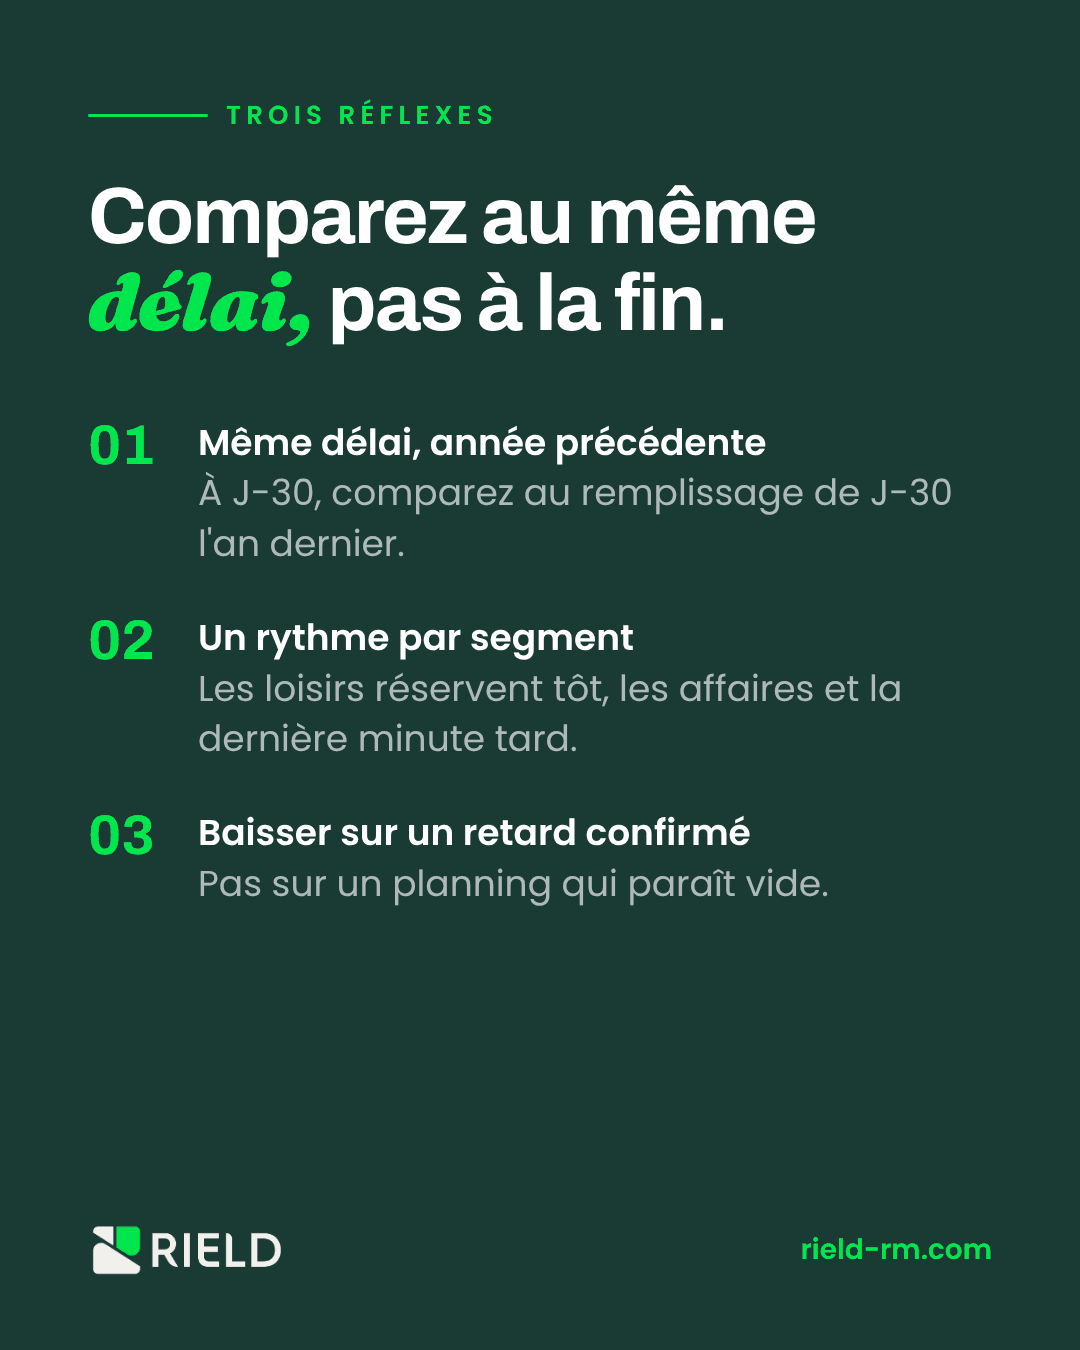 TROIS RÉFLEXES
Comparez au même
délai, pas à la fin.
01 Même délai, année précédente
À J-30, comparez au remplissage de J-30
l'an dernier.
02 Un rythme par segment
Les loisirs réservent tôt, les affaires et la
dernière minute tard.
03 Baisser sur un retard confirmé
Pas sur un planning qui paraît vide.
RIELD
rield-rm.com